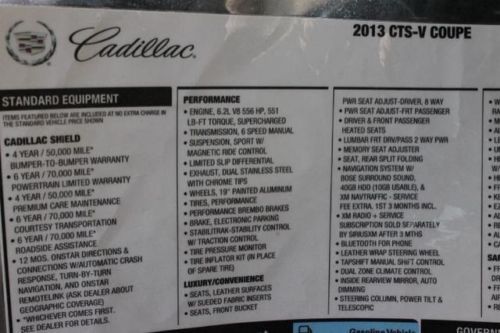 Cadillac.
2013 CTS-V COUPE
STANDARD EQUIPMENT
ITEMS FEATURED BELOW ARE INCLUDED AT NO EXTRA CHARGE IN
THE STANDARD VEHICLE PRICE SHOWN
CADILLAC SHIELD
• 4 YEAR / 50,000 MILE*
BUMPER-TO-BUMPER WARRANTY
• 6 YEAR / 70,000 MILE*
POWERTRAIN LIMITED WARRANTY
• 4 YEAR / 50,000 MILE*
PREMIUM CARE MAINTENANCE
• 6 YEAR / 70,000 MILE*
COURTESY TRANSPORTATION
• 6 YEAR / 70,000 MILE*
ROADSIDE ASSISTANCE
• 12 MOS. ONSTAR DIRECTIONS &
CONNECTIONS W/AUTOMATIC CRASH
RESPONSE, TURN-BY-TURN
NAVIGATION, AND ONSTAR
REMOTELINK (ASK DEALER ABOUT
GEOGRAPHIC COVERAGE)
*WHICHEVER COMES FIRST.
SEE DEALER FOR DETAILS.
PERFORMANCE
• ENGINE, 6.2L V8 556 HP, 551
LB-FT TORQUE, SUPERCHARGED
• TRANSMISSION, 6 SPEED MANUAL
• SUSPENSION, SPORT W/
MAGNETIC RIDE CONTROL
• LIMITED SLIP DIFFERENTIAL
• EXHAUST, DUAL STAINLESS STEEL
WITH CHROME TIPS
• WHEELS, 19" PAINTED ALUMINUM
• TIRES, PERFORMANCE
• PERFORMANCE BREMBO BRAKES
• BRAKE, ELECTRONIC PARKING
• STABILITRAK-STABILITY CONTROL
W/ TRACTION CONTROL
• TIRE PRESSURE MONITOR
• TIRE INFLATOR KIT (IN PLACE
OF SPARE TIRE)
LUXURY/CONVENIENCE
• SEATS, LEATHER SURFACES
W/ SUEDED FABRIC INSERTS
• SEATS, FRONT BUCKET
PWR SEAT ADJUST-DRIVER, 8 WAY
• PWR SEAT ADJUST-FRT PASSENGER
• DRIVER & FRONT PASSENGER
HEATED SEATS
• LUMBAR FRT DRV/PASS 2 WAY PWR
• MEMORY SEAT ADJUSTER
• SEAT, REAR SPLIT FOLDING
• NAVIGATION SYSTEM W/
BOSE SURROUND SOUND,
40GB HDD (10GB USABLE), &
XM NAVTRAFFIC - SERVICE
FEE EXTRA. 1ST 3 MONTHS INCL.
• XM RADIO + SERVICE
SUBSCRIPTION SOLD SEPARATELY
BY SIRIUSXM AFTER 3 MTHS
• BLUETOOTH FOR PHONE
• LEATHER WRAP STEERING WHEEL
• TAPSHIFT MANUAL SHIFT CONTROL
• DUAL ZONE CLIMATE CONTROL
• INSIDE REARVIEW MIRROR, AUTO
DIMMING
• STEERING COLUMN, POWER TILT &
TELESCOPIC
Gasoline Vehicle